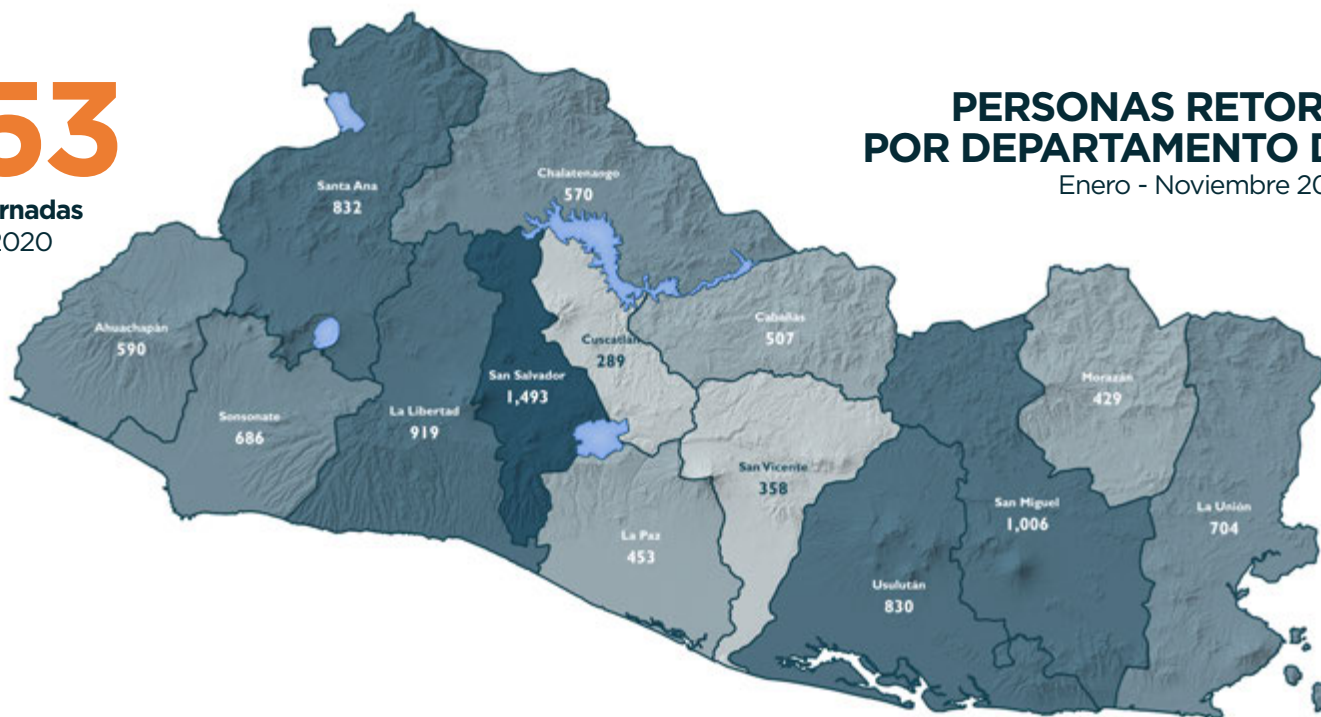 53
rnadas
2020
PERSONAS RETOR
POR DEPARTAMENTO D
Enero - Noviembre 20
Chalatenango
570
Santa Ana
832
Ahuachapán
590
Sonsonate
686
La Libertad
919
San Salvador
1,493
Cuscatlán
289
Cabañas
507
La Paz
453
San Vicente
358
Usulután
830
San Miguel
1,006
Morazán
429
La Unión
704